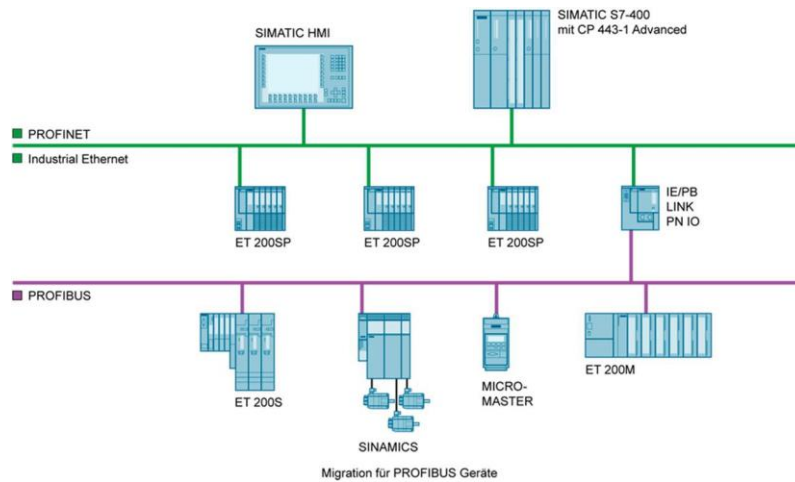 SIMATIC HMI
SIMATIC S7-400
mit CP 443-1 Advanced
PROFINET
Industrial Ethernet
ET 200SP
ET 200SP
ET 200SP
IE/PB
LINK
PN IO
PROFIBUS
ET 200S
SINAMICS
MICRO-
MASTER
ET 200M
Migration für PROFIBUS Geräte